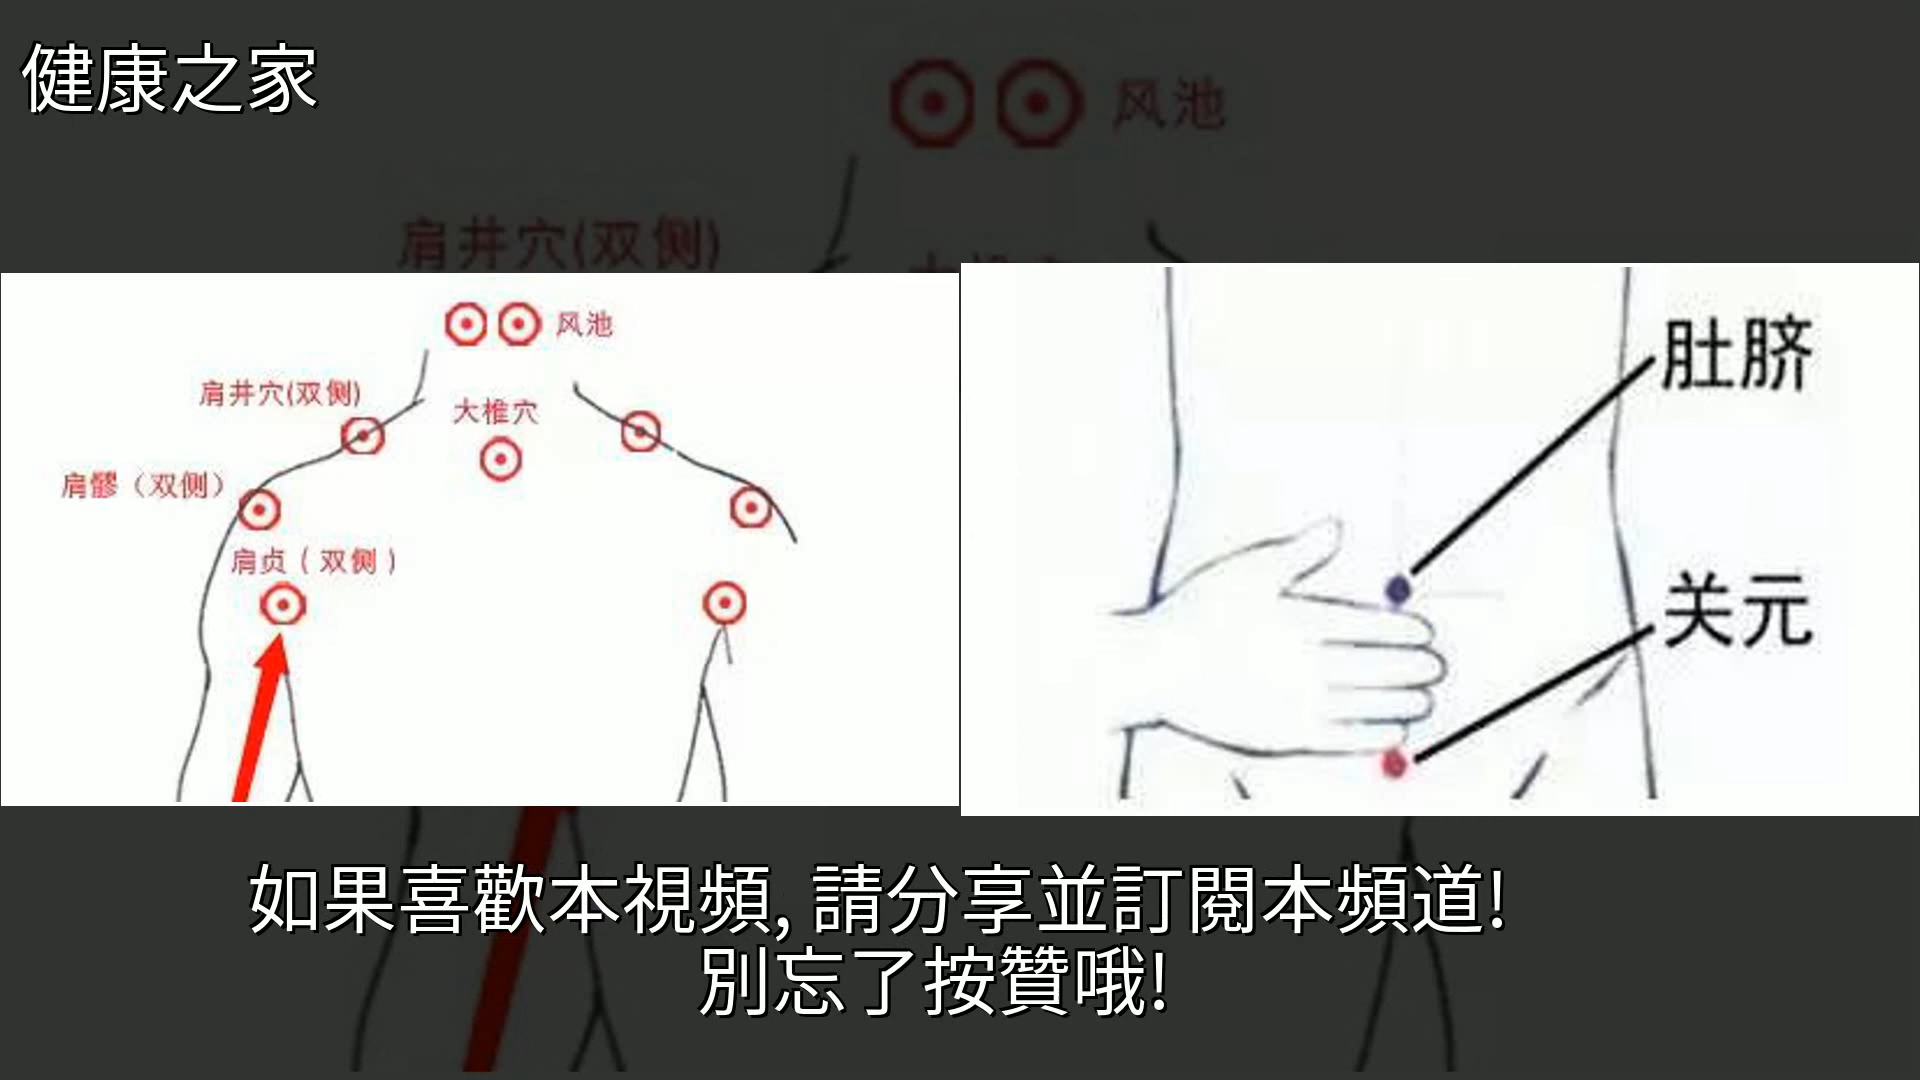 健康之家
风池
肩井穴(双侧)
风池
肩井穴(双侧)
大椎穴
肩髎（双侧）
肩贞（双侧）
肚脐
关元
如果喜歡本視頻,請分享並訂閱本頻道!
別忘了按贊哦!